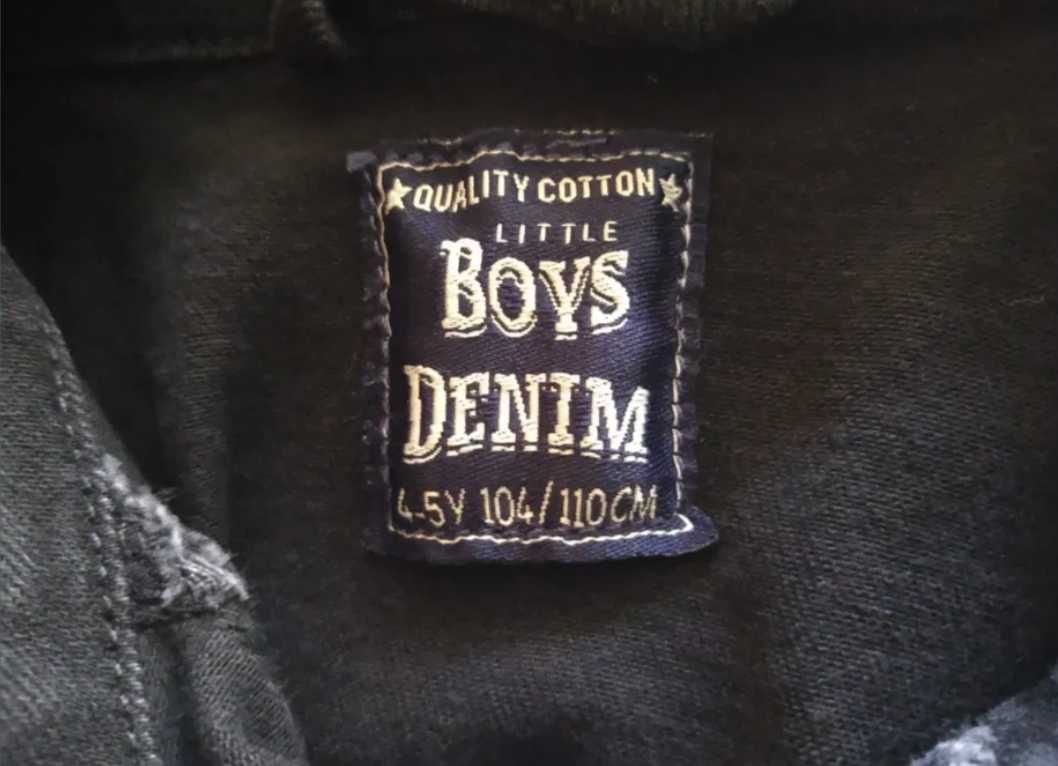 ★QUALITY COTTON★
LITTLE
BOYS
DENIM
4-5Y 104/110CM